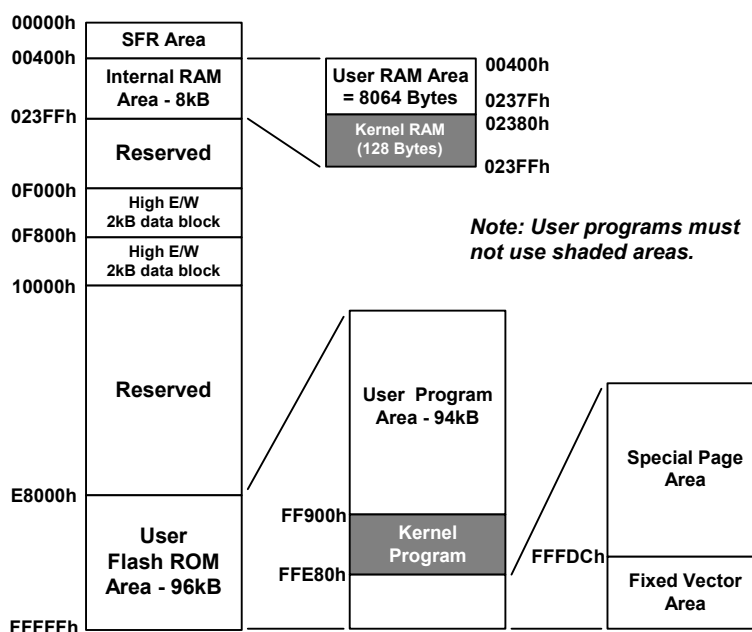 00000h
SFR Area
00400h
Internal RAM
Area - 8kB
023FFh
Reserved
0F000h
High E/W
2kB data block
0F800h
High E/W
2kB data block
10000h
Reserved
E8000h
User
Flash ROM
Area - 96kB
FFFFFh
User RAM Area
= 8064 Bytes
Kernel RAM
(128 Bytes)
00400h
0237Fh
02380h
023FFh
Note: User programs must
not use shaded areas.
User Program
Area - 94kB
FF900h
Kernel
Program
FFE80h
Special Page
Area
FFFDCh
Fixed Vector
Area